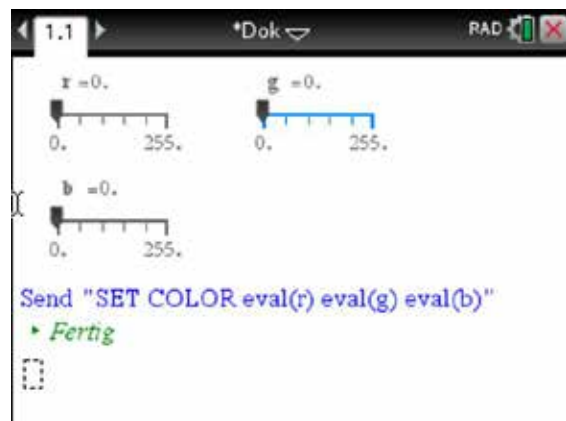 1.1 *Dok RAD
r =0. g =0.
0. 255. 0. 255.
b =0.
0. 255.
Send "SET COLOR eval(r) eval(g) eval(b)"
▸ Fertig